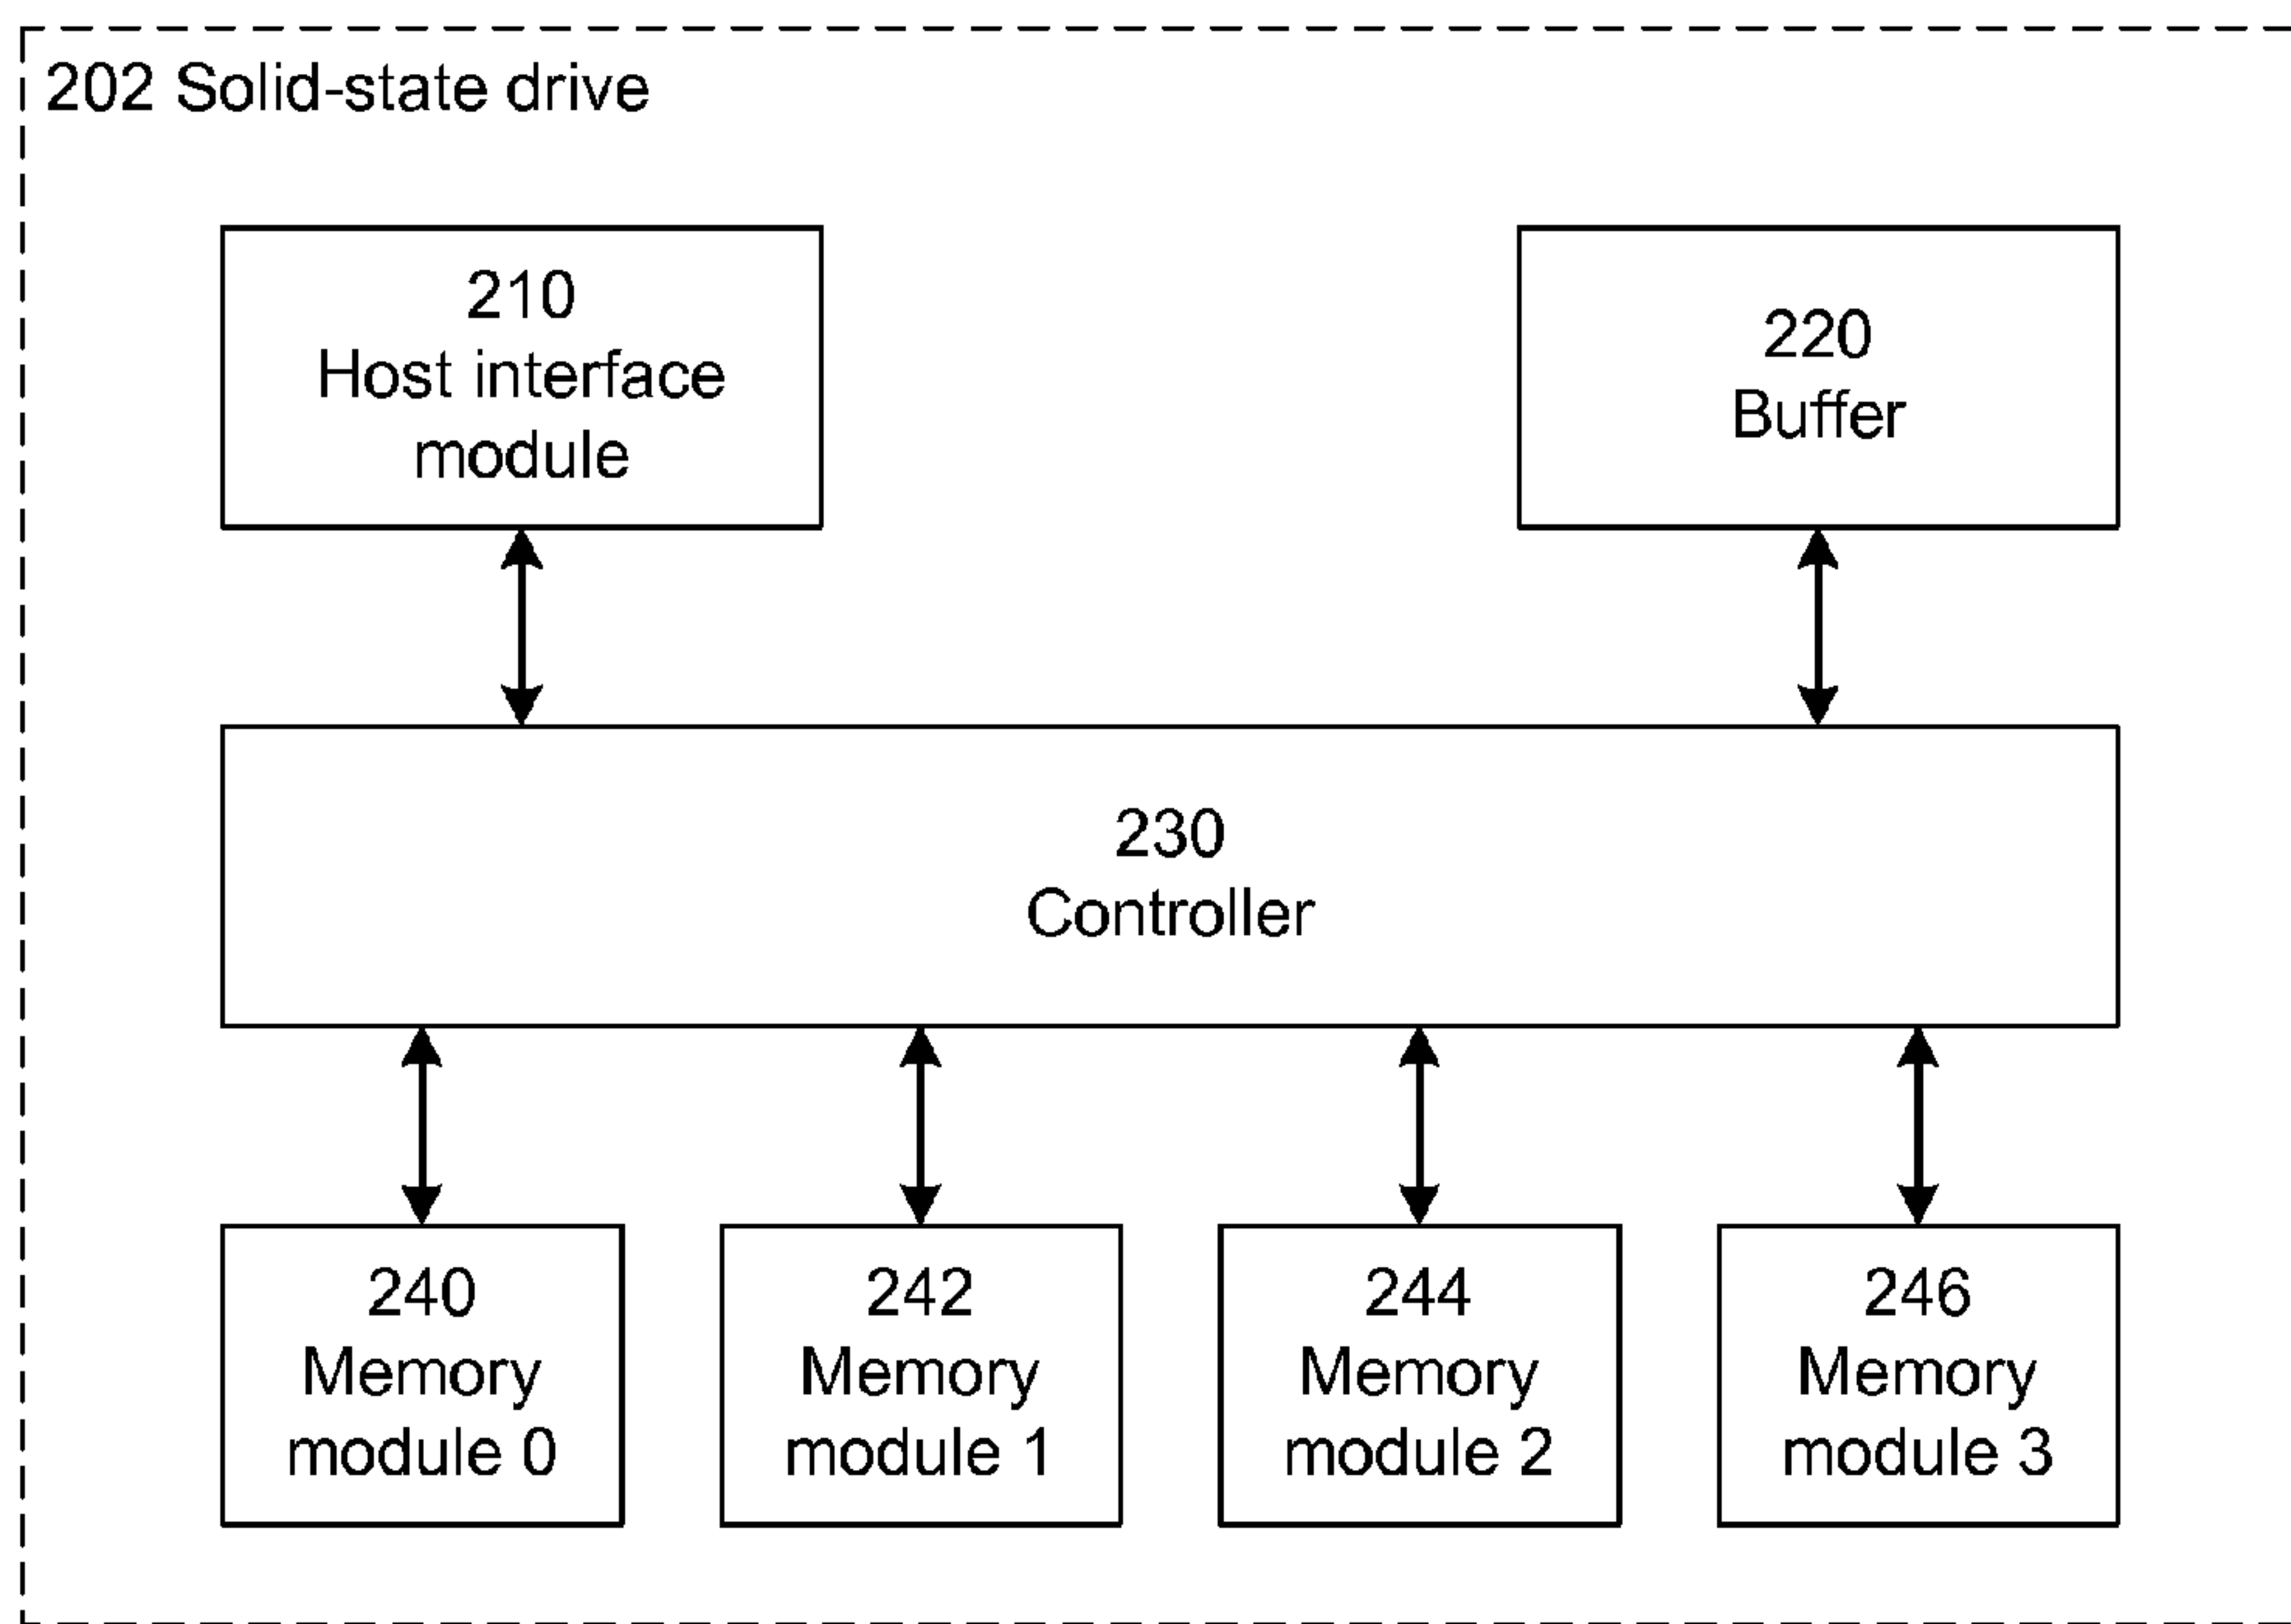 202 Solid-state drive
210
Host interface
module
220
Buffer
230
Controller
240
Memory
module 0
242
Memory
module 1
244
Memory
module 2
246
Memory
module 3